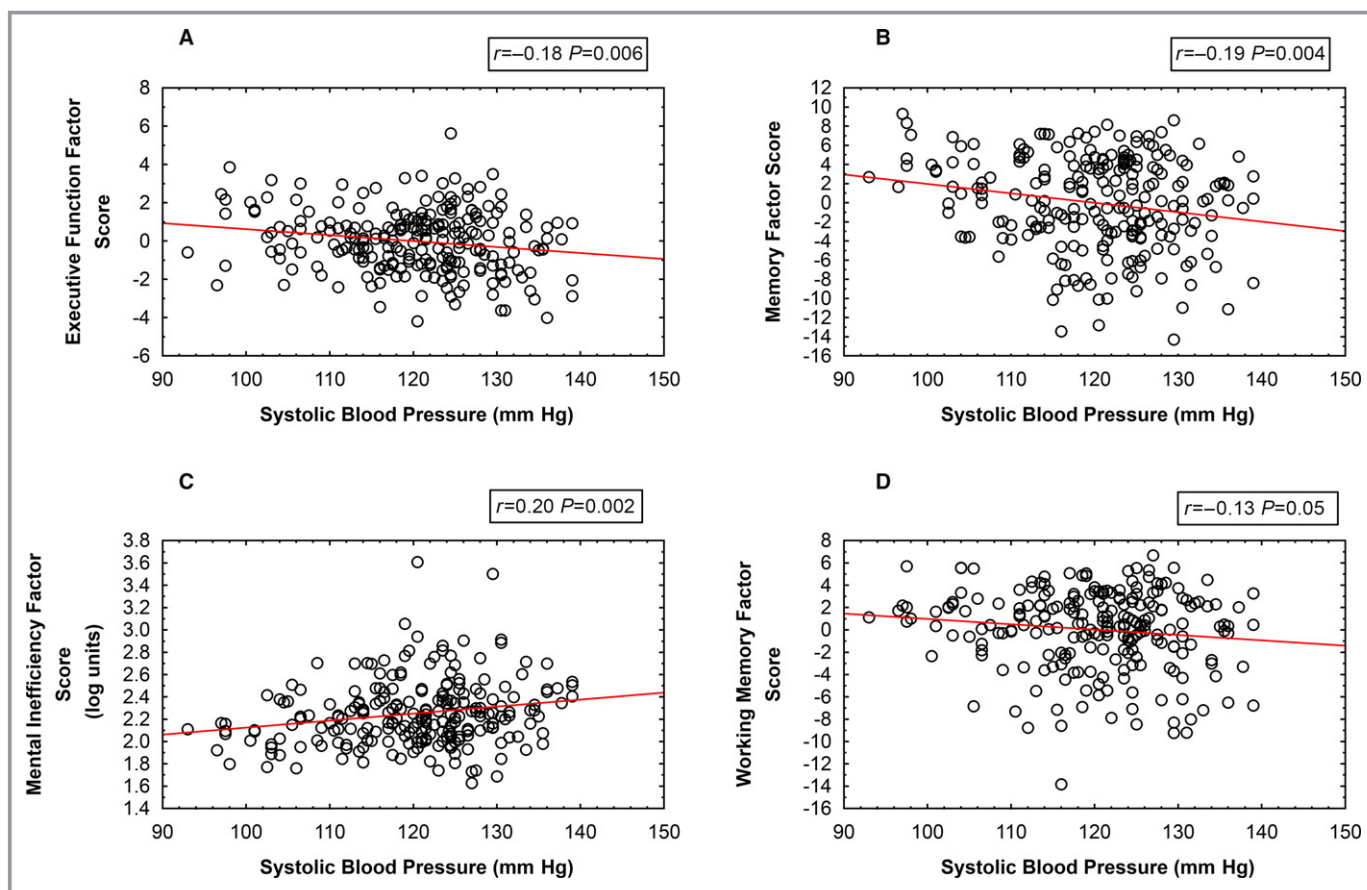 A
r=–0.18 P=0.006
Executive Function Factor
Score
8
6
4
2
0
-2
-4
-6
90 100 110 120 130 140 150
Systolic Blood Pressure (mm Hg)
B
r=–0.19 P=0.004
Memory Factor Score
12
10
8
6
4
2
0
-2
-4
-6
-8
-10
-12
-14
-16
90 100 110 120 130 140 150
Systolic Blood Pressure (mm Hg)
C
r=0.20 P=0.002
Mental Inefficiency Factor
Score
(log units)
3.8
3.6
3.4
3.2
3.0
2.8
2.6
2.4
2.2
2.0
1.8
1.6
1.4
90 100 110 120 130 140 150
Systolic Blood Pressure (mm Hg)
D
r=–0.13 P=0.05
Working Memory Factor
Score
8
6
4
2
0
-2
-4
-6
-8
-10
-12
-14
-16
90 100 110 120 130 140 150
Systolic Blood Pressure (mm Hg)